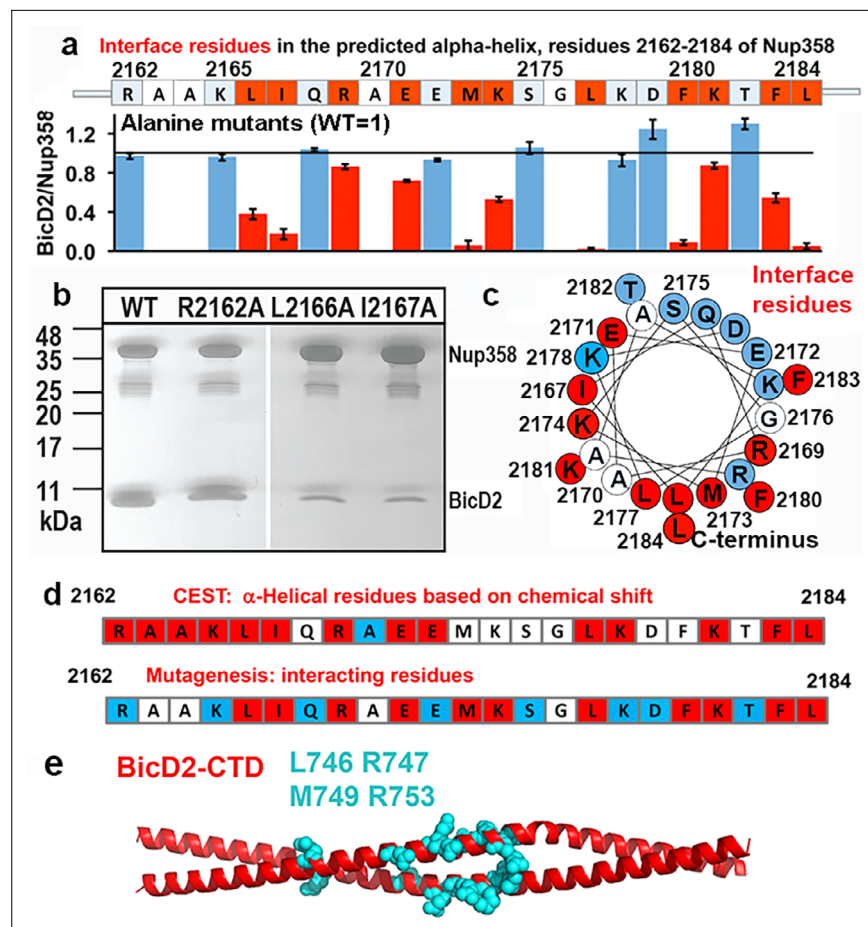 a Interface residues in the predicted alpha-helix, residues 2162-2184 of Nup358
2162 2165 2170 2175 2180 2184
R A A K L I Q R A E E M K S G L K D F K T F L
Alanine mutants (WT=1)
BicD2/Nup358
1.2
0.8
0.4
0.0
b
WT R2162A L2166A I2167A
48
35
25
20
17
11
kDa
Nup358
BicD2
c
Interface
residues
2182 T A S 2175 Q D
2171 E E 2172
2178 K K F 2183
2167 I G 2176
2174 K R 2169
2181 K A R F 2180
2170 A
2177 L L M 2173
2184 L C-terminus
d 2162 CEST: α-Helical residues based on chemical shift 2184
R A A K L I Q R A E E M K S G L K D F K T F L
2162 Mutagenesis: interacting residues 2184
R A A K L I Q R A E E M K S G L K D F K T F L
e BicD2-CTD L746 R747
M749 R753